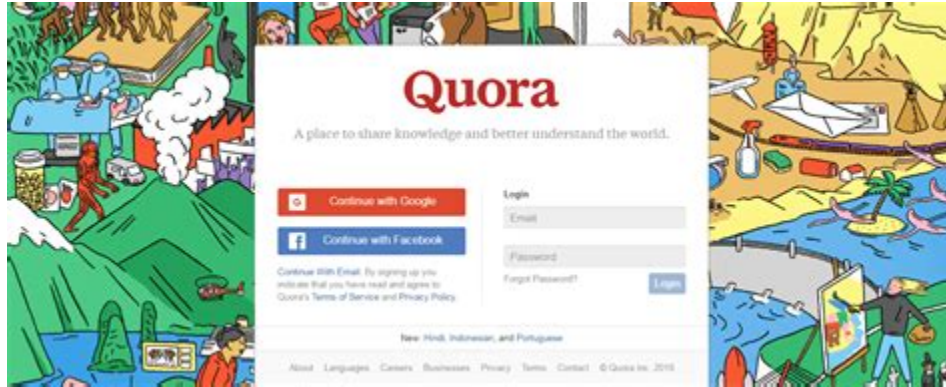 Quora
A place to share knowledge and better understand the world.
Continue with Google
Continue with Facebook
Continue With Email. By signing up you
indicate that you have read and agree to
Quora's Terms of Service and Privacy Policy.
Login
Email
Password
Forgot Password?
Login
New: Hindi, Indonesian, and Portuguese
About Languages Careers Businesses Privacy Terms Contact © Quora Inc. 2018